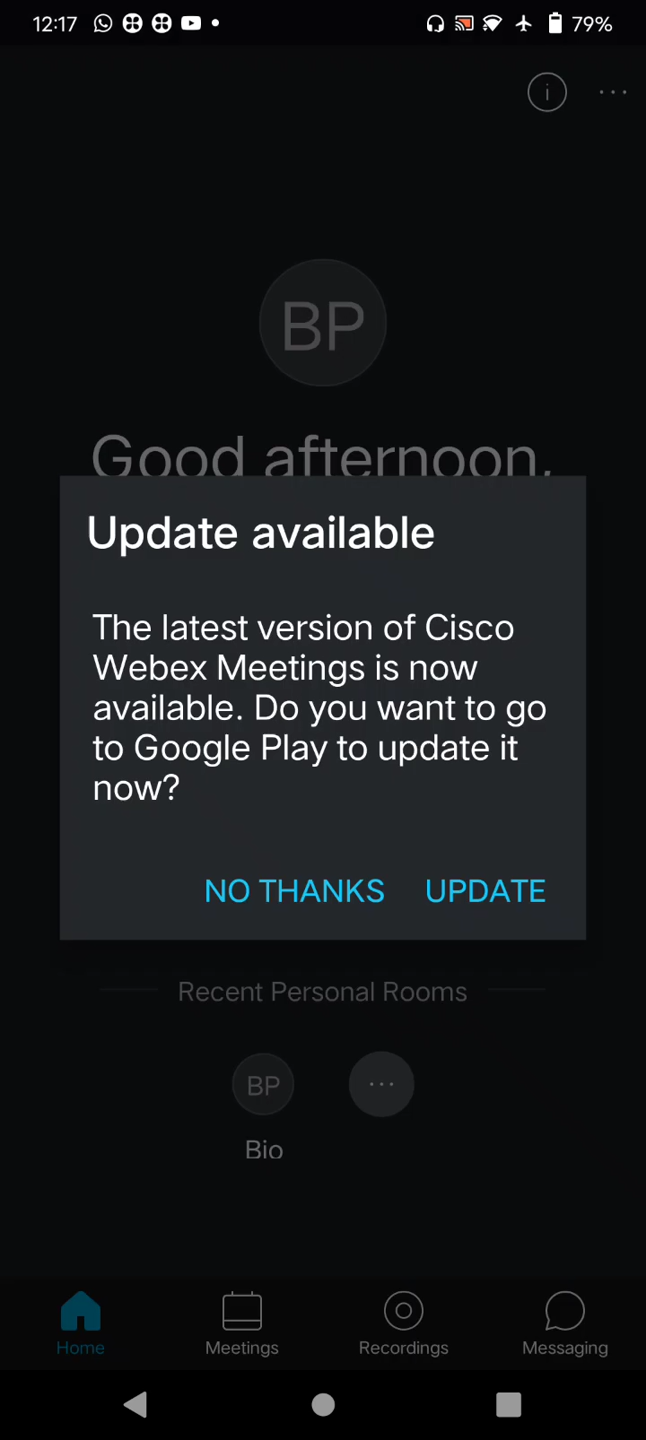 12:17
79%
BP
Good afternoon,
Update available
The latest version of Cisco
Webex Meetings is now
available. Do you want to go
to Google Play to update it
now?
NO THANKS UPDATE
Recent Personal Rooms
BP
Bio
Home Meetings Recordings Messaging